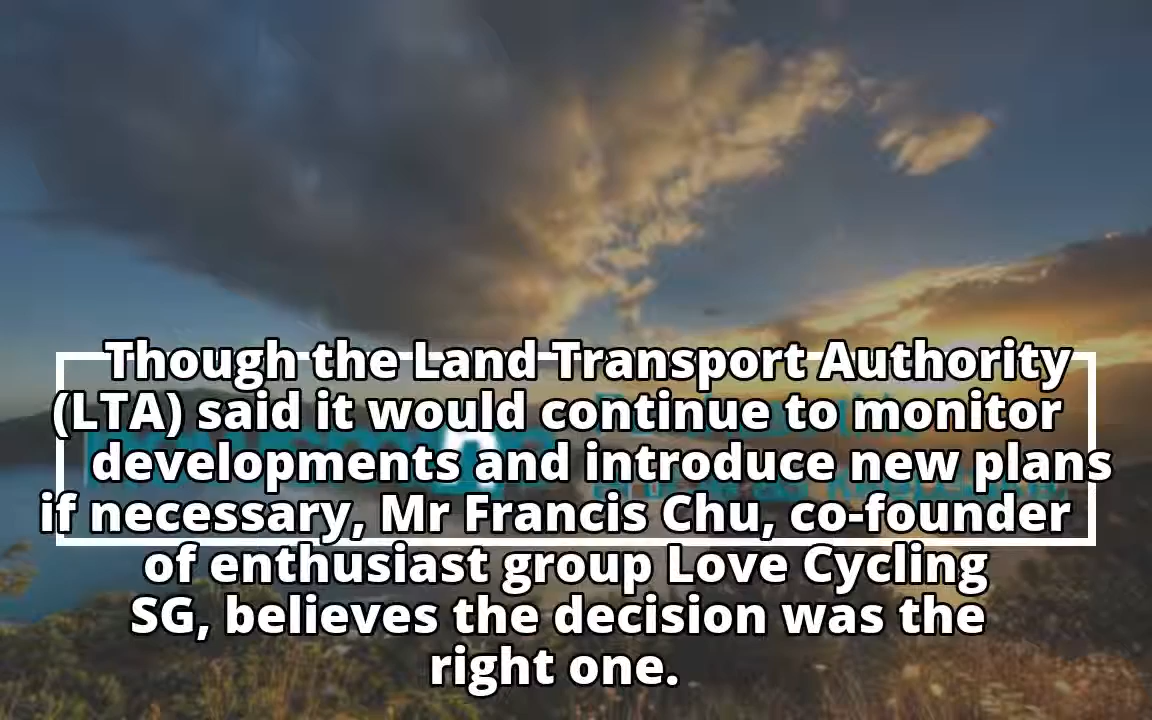 Though the Land Transport Authority
(LTA) said it would continue to monitor
developments and introduce new plans
if necessary, Mr Francis Chu, co-founder
of enthusiast group Love Cycling
SG, believes the decision was the
right one.